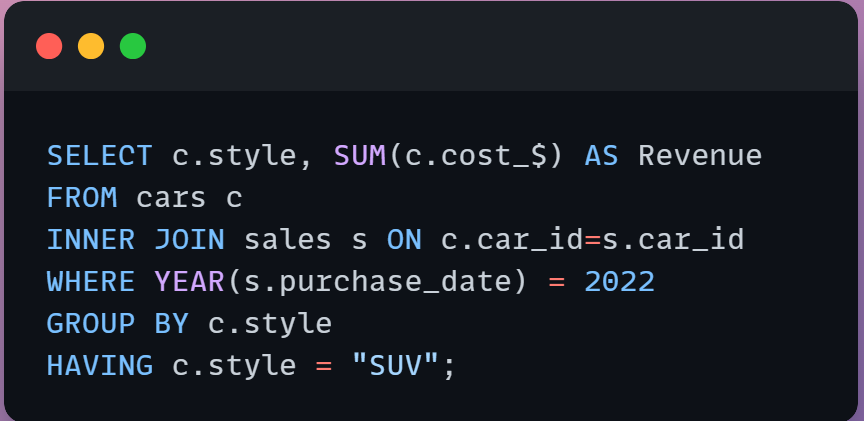 SELECT c.style, SUM(c.cost_$) AS Revenue
FROM cars c
INNER JOIN sales s ON c.car_id=s.car_id
WHERE YEAR(s.purchase_date) = 2022
GROUP BY c.style
HAVING c.style = "SUV";